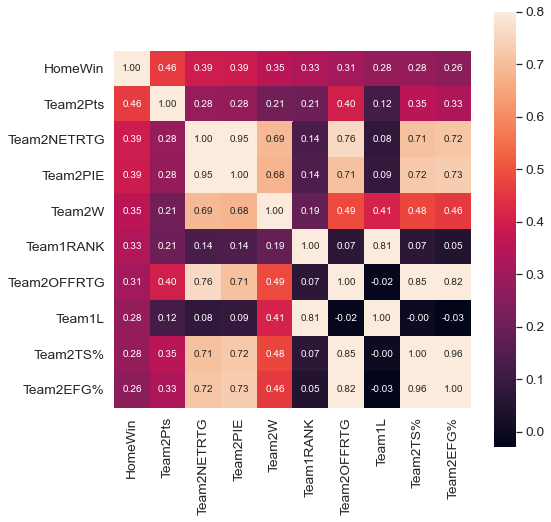 0.8
HomeWin 1.00 0.46 0.39 0.39 0.35 0.33 0.31 0.28 0.28 0.26
0.7
Team2Pts 0.46 1.00 0.28 0.28 0.21 0.21 0.40 0.12 0.35 0.33
Team2NETRTG 0.39 0.28 1.00 0.95 0.69 0.14 0.76 0.08 0.71 0.72
0.6
Team2PIE 0.39 0.28 0.95 1.00 0.68 0.14 0.71 0.09 0.72 0.73
0.5
Team2W 0.35 0.21 0.69 0.68 1.00 0.19 0.49 0.41 0.48 0.46
0.4
Team1RANK 0.33 0.21 0.14 0.14 0.19 1.00 0.07 0.81 0.07 0.05
0.3
Team2OFFRTG 0.31 0.40 0.76 0.71 0.49 0.07 1.00 -0.02 0.85 0.82
Team1L 0.28 0.12 0.08 0.09 0.41 0.81 -0.02 1.00 -0.00 -0.03
0.2
Team2TS% 0.28 0.35 0.71 0.72 0.48 0.07 0.85 -0.00 1.00 0.96
0.1
Team2EFG% 0.26 0.33 0.72 0.73 0.46 0.05 0.82 -0.03 0.96 1.00
0.0
HomeWin
Team2Pts
Team2NETRTG
Team2PIE
Team2W
Team1RANK
Team2OFFRTG
Team1L
Team2TS%
Team2EFG%